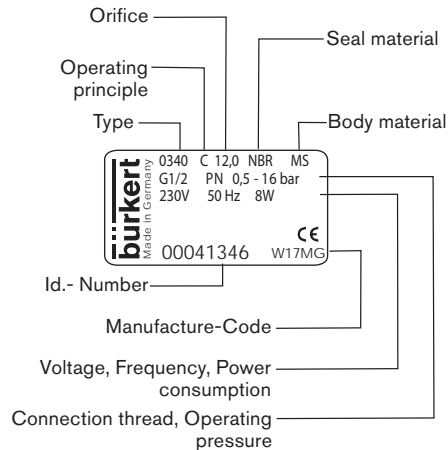 Orifice
Seal material
Operating
principle
Type
Body material
0340 C 12,0 NBR MS
G1/2 PN 0,5 - 16 bar
230V 50 Hz 8W
burkert
Made in Germany
CE
00041346 W17MG
Id.- Number
Manufacture-Code
Voltage, Frequency, Power
consumption
Connection thread, Operating
pressure